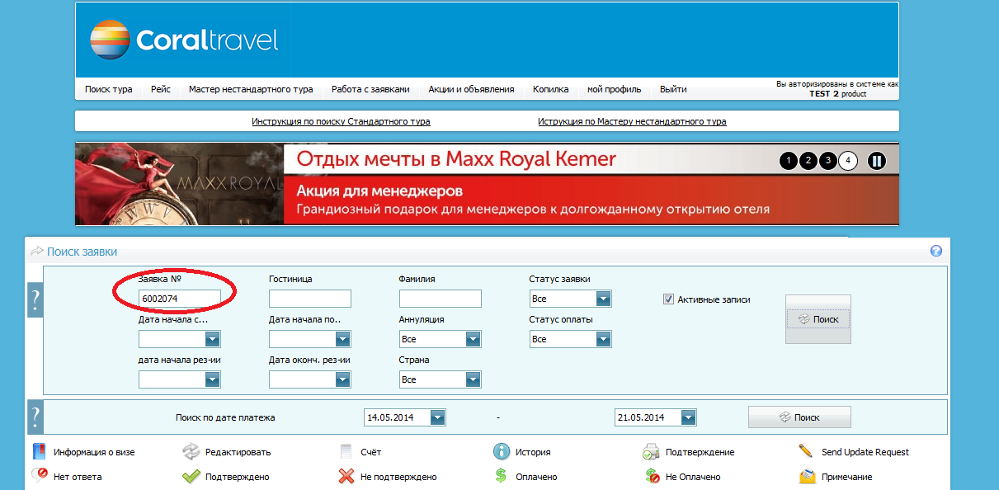 Coraltravel
Поиск тура Рейс Мастер нестандартного тура Работа с заявками Акции и объявления Копилка мой профиль Выйти
Вы авторизированы в системе как
TEST 2 product
Инструкция по поиску Стандартного тура Иструкция по Мастеру нестандартного тура
MAXX ROYAL
Отдых мечты в Maxx Royal Kemer
1 2 3 4
Акция для менеджеров
Грандиозный подарок для менеджеров к долгожданному открытию отеля
Поиск заявки ?
?
Заявка № Гостиница Фамилия Статус заявки
6002074 Все Активные записи
Дата начала с... Дата начала по.. Аннуляция Статус оплаты Поиск
Все Все
дата начала рез-ии Дата оконч. рез-ии Страна
Все
?
Поиск по дате платежа 14.05.2014 - 21.05.2014 Поиск
Информация о визе Редактировать Счёт История Подтверждение Send Update Request
Нет ответа Подтверждено Не подтверждено Оплачено Не Оплачено Примечание